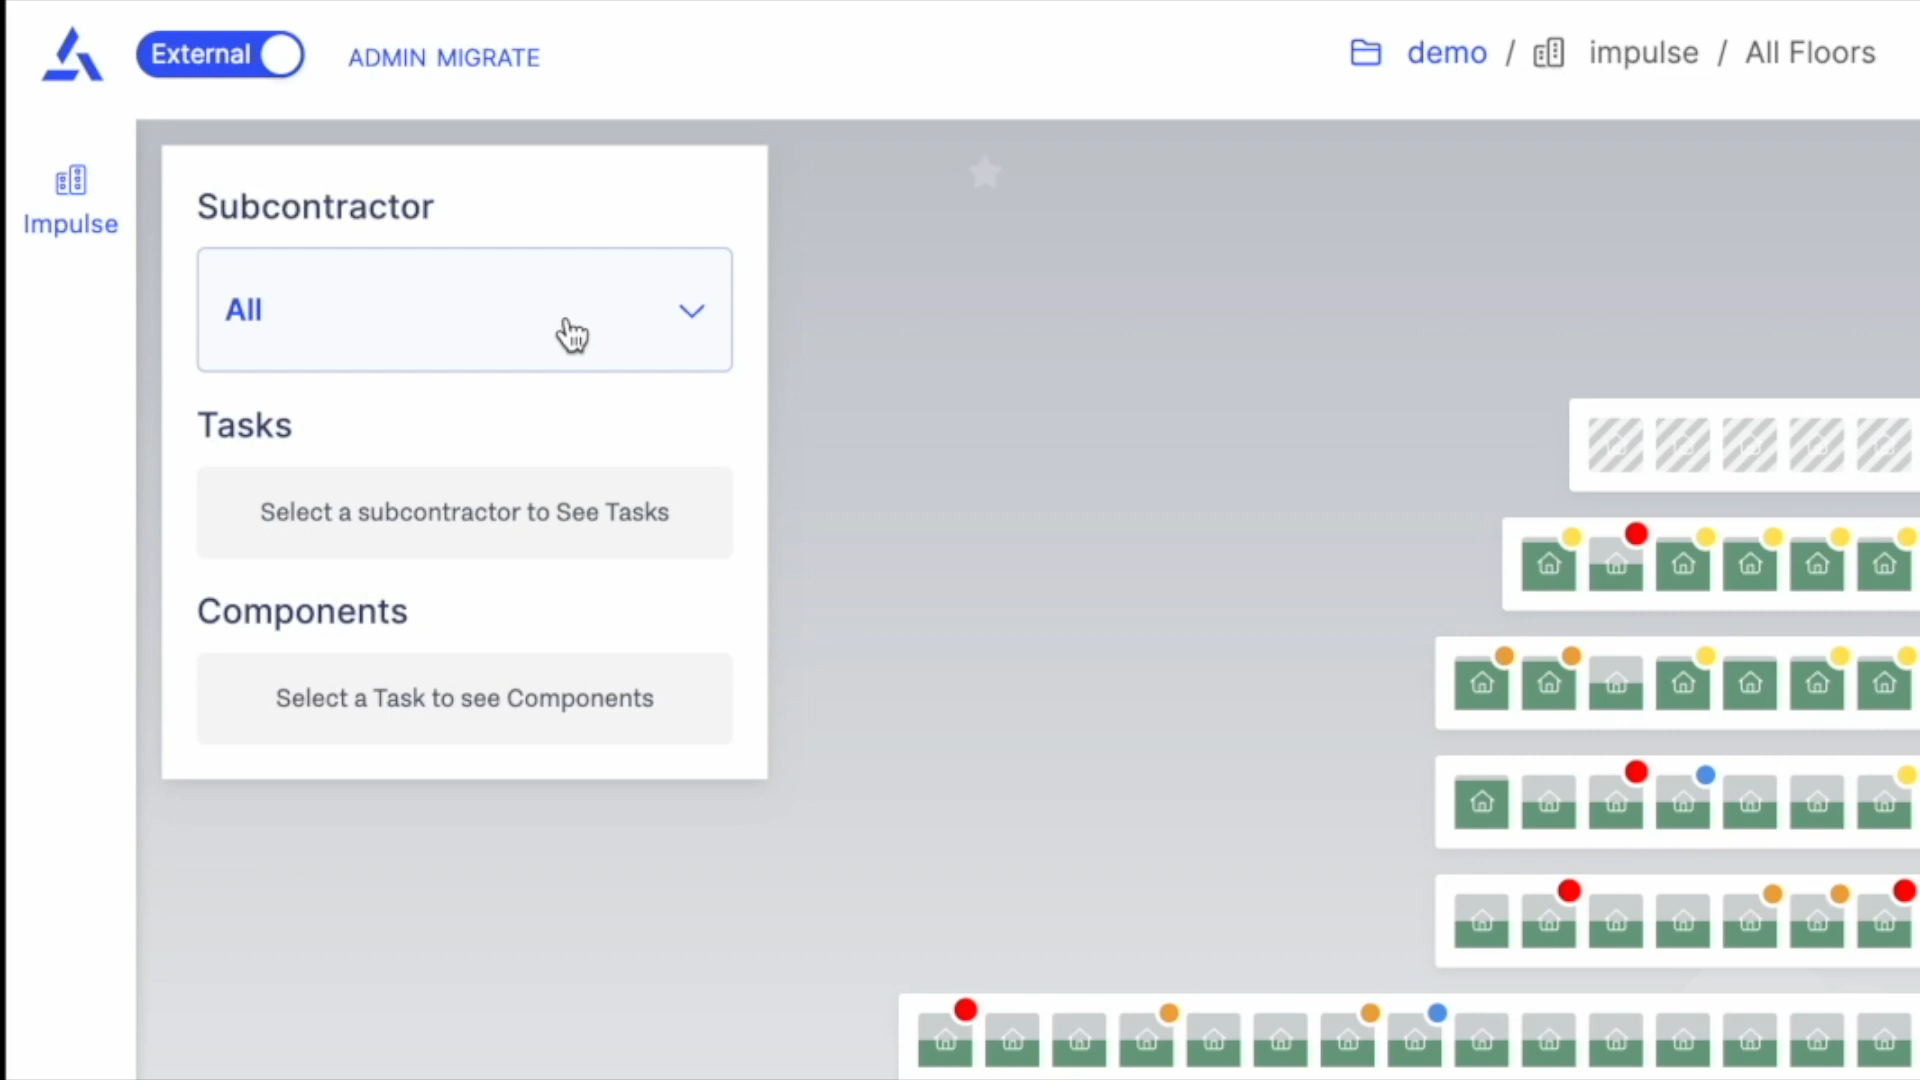 External
ADMIN MIGRATE
demo / impulse / All Floors
Impulse
Subcontractor
All
Tasks
Select a subcontractor to See Tasks
Components
Select a Task to see Components